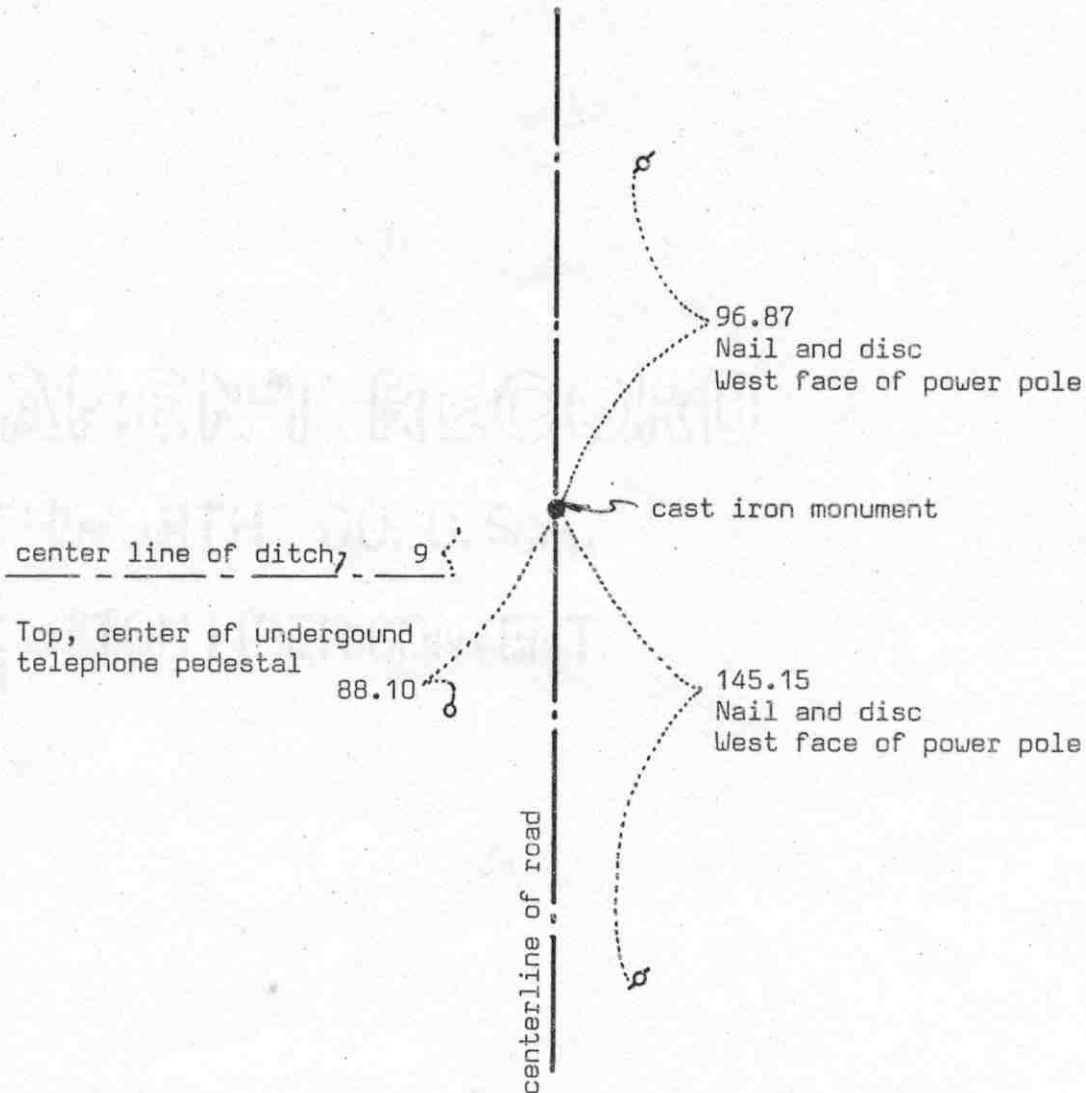 96.87
Nail and disc
West face of power pole
cast iron monument
center line of ditch
9
Top, center of undergound
telephone pedestal
88.10
145.15
Nail and disc
West face of power pole
centerline of road